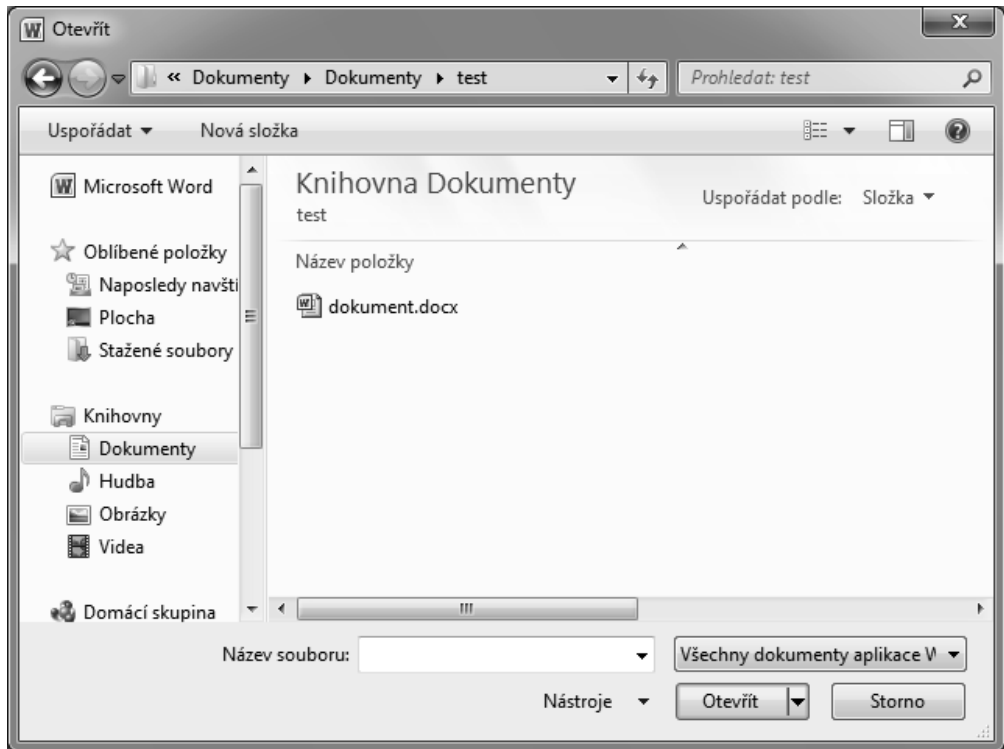 Otevřít
« Dokumenty ▸ Dokumenty ▸ test
Prohledat: test
Uspořádat
Nová složka
Microsoft Word
Oblíbené položky
Naposledy navští
Plocha
Stažené soubory
Knihovny
Dokumenty
Hudba
Obrázky
Videa
Domácí skupina
Knihovna Dokumenty
test
Uspořádat podle: Složka
Název položky
dokument.docx
Název souboru:
Všechny dokumenty aplikace W
Nástroje
Otevřít
Storno